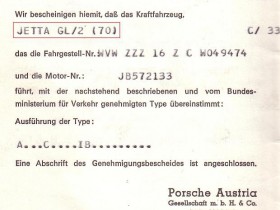 Wir bescheinigen hiemit, daß das Kraftfahrzeug,
JETTA GL/2 (70) C/ 33
das die Fahrgestell-Nr. WVW ZZZ 16 Z C W049474
und die Motor-Nr.: JB572133
führt, mit der nachstehend beschriebenen und vom Bundes-
ministerium für Verkehr genehmigten Type übereinstimmt:
Ausführung der Type:
A...C....IB.........
Eine Abschrift des Genehmigungsbescheides ist angeschlossen.
Porsche Austria
Gesellschaft m. b. H. & Co.